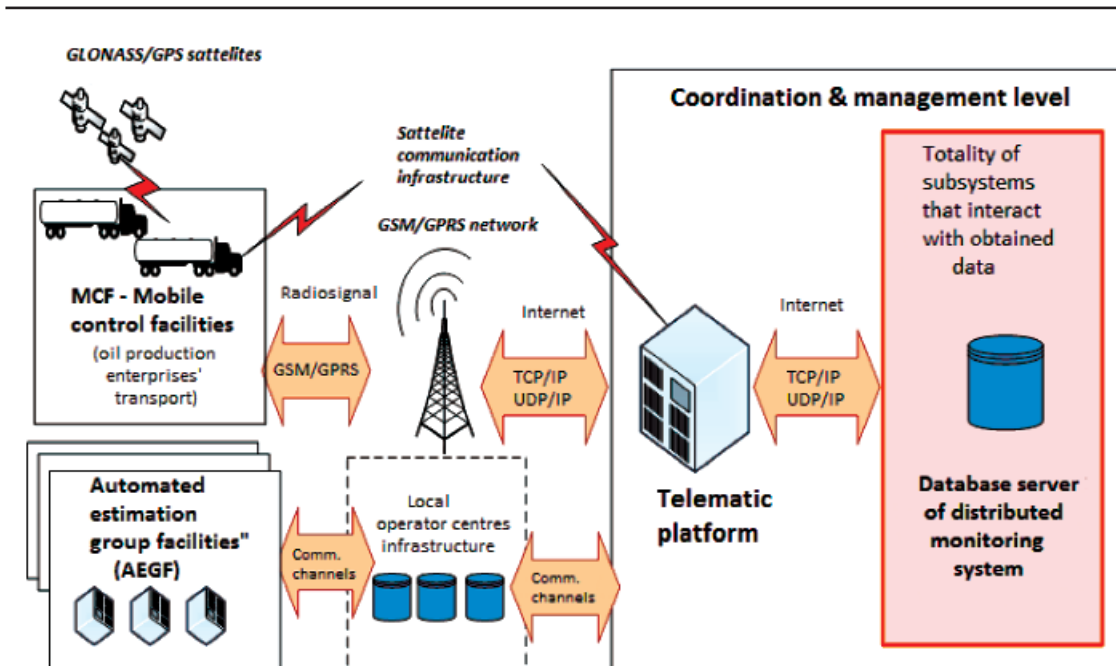 GLONASS/GPS sattelites
Coordination & management level
Sattelite
communication
infrastructure
Totality of
subsystems
that interact
with obtained
data
GSM/GPRS network
MCF - Mobile
control facilities
(oil production
enterprises'
transport)
Radiosignal
GSM/GPRS
Internet
TCP/IP
UDP/IP
Internet
TCP/IP
UDP/IP
Telematic
platform
Database server
of distributed
monitoring
system
Automated
estimation
group facilities"
(AEGF)
Comm.
channels
Local
operator centres
infrastructure
Comm.
channels